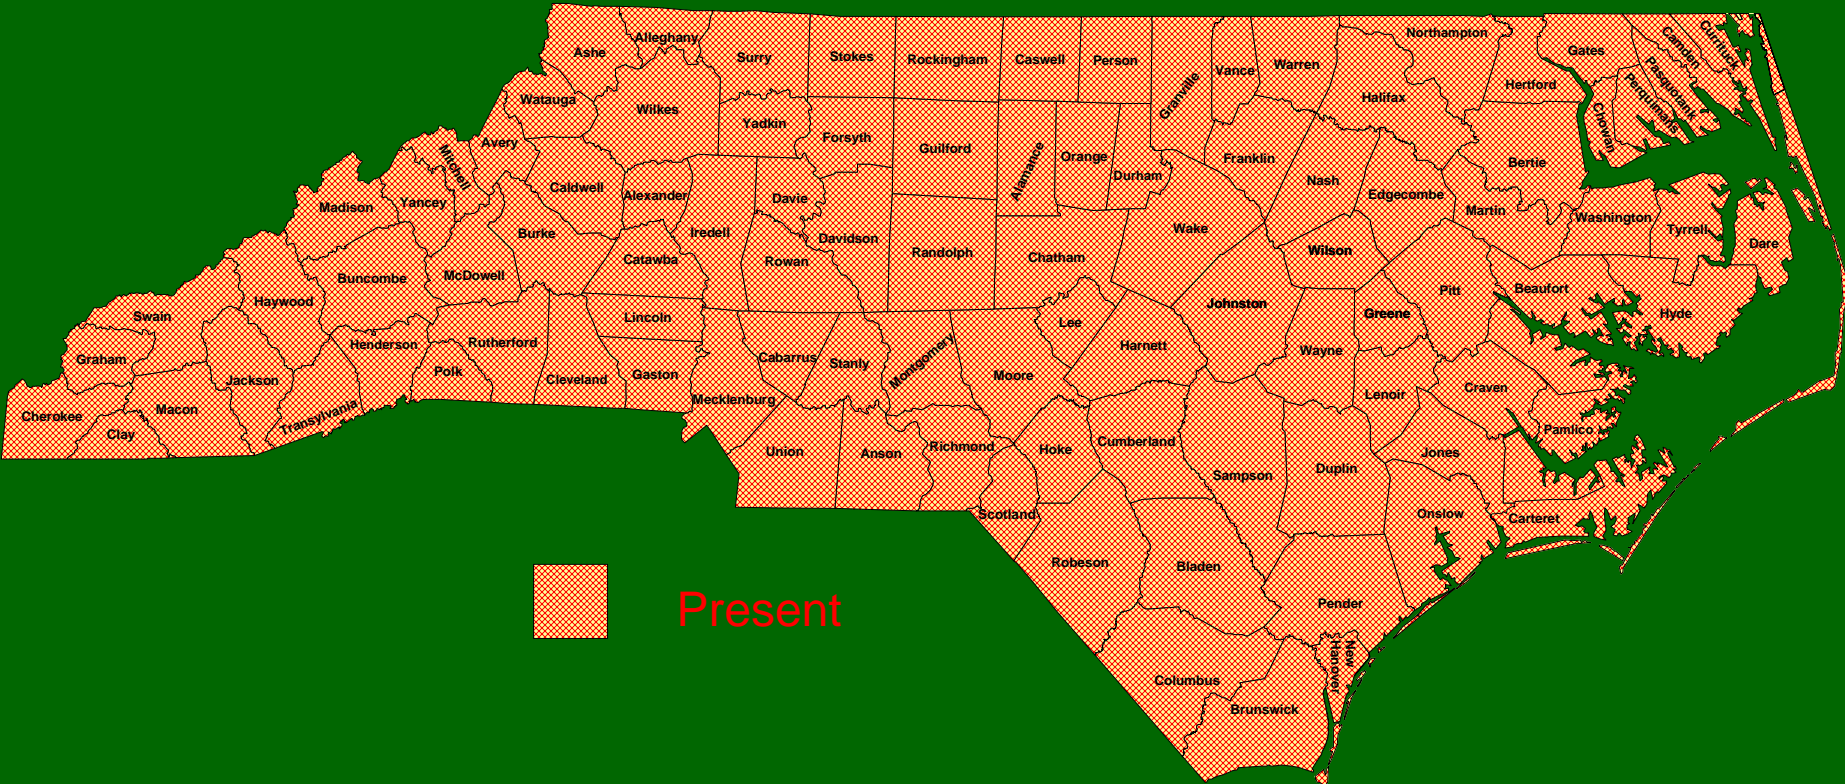 Alleghany
Northampton
Ashe
Surry
Stokes
Rockingham
Caswell
Person
Granville
Vance
Warren
Hertford
Gates
Camden
Currituck
Pasquotank
Perquimans
Chowan
Watauga
Wilkes
Yadkin
Forsyth
Guilford
Alamance
Orange
Durham
Franklin
Halifax
Nash
Edgecombe
Bertie
Martin
Avery
Mitchell
Caldwell
Alexander
Davie
Madison
Yancey
Washington
Tyrrell
Dare
Burke
Iredell
Davidson
Wake
Wilson
Catawba
Rowan
Randolph
Chatham
Buncombe
McDowell
Haywood
Johnston
Greene
Pitt
Beaufort
Hyde
Swain
Lincoln
Lee
Graham
Henderson
Rutherford
Cabarrus
Stanly
Montgomery
Harnett
Wayne
Jackson
Polk
Cleveland
Gaston
Mecklenburg
Moore
Lenoir
Craven
Cherokee
Clay
Macon
Transylvania
Union
Anson
Richmond
Hoke
Cumberland
Sampson
Duplin
Jones
Pamlico
Scotland
Onslow
Carteret
Robeson
Bladen
Pender
Present
New
Hanover
Columbus
Brunswick